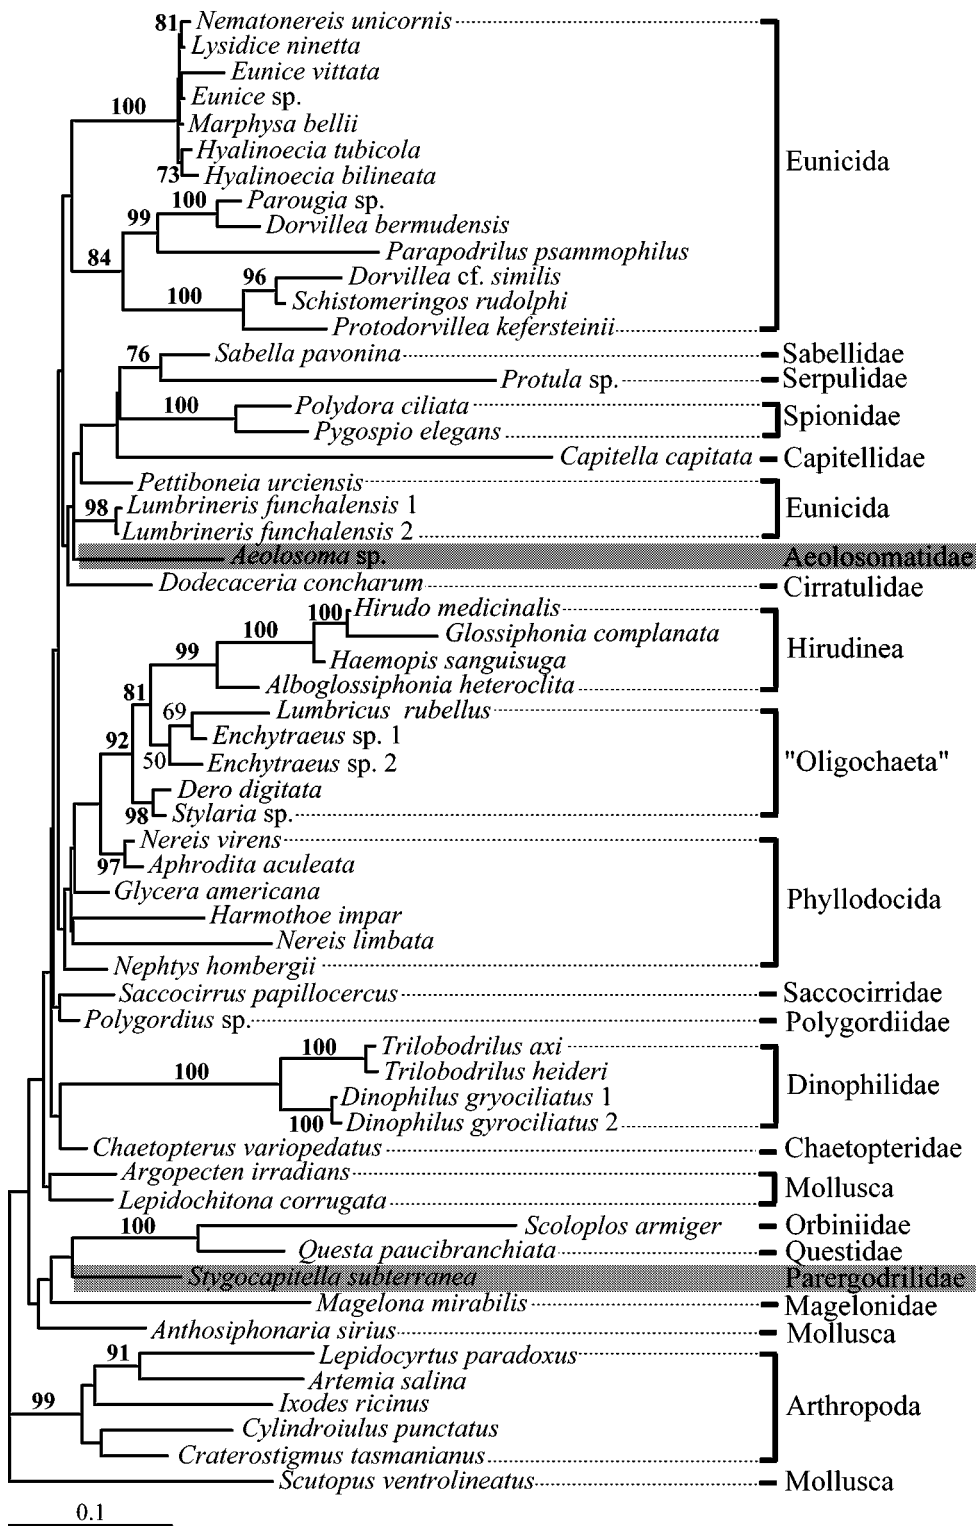 81 Nematonereis unicornis
Lysidice ninetta
Eunice vittata
Eunice sp.
100
Marphysa bellii
Hyalinoecia tubicola
Eunicida
73 Hyalinoecia bilineata
100 Parougia sp.
99 Dorvillea bermudensis
Parapodrilus psammophilus
84
96 Dorvillea cf. similis
100 Schistomeringos rudolphi
Protodorvillea kefersteinii
76 Sabella pavonina Sabellidae
Protula sp. Serpulidae
100 Polydora ciliata
Spionidae
Pygospio elegans
Capitella capitata Capitellidae
Pettiboneia urciensis
98 Lumbrineris funchalensis 1 Eunicida
Lumbrineris funchalensis 2
Aeolosoma sp. Aeolosomatidae
Dodecaceria concharum Cirratulidae
100 Hirudo medicinalis
100 Glossiphonia complanata
Hirudinea
99 Haemopis sanguisuga
Alboglossiphonia heteroclita
81
69 Lumbricus rubellus
92 Enchytraeus sp. 1
50 Enchytraeus sp. 2 "Oligochaeta"
Dero digitata
98 Stylaria sp.
Nereis virens
97 Aphrodita aculeata
Glycera americana
Phyllodocida
Harmothoe impar
Nereis limbata
Nephtys hombergii
Saccocirrus papillocercus Saccocirridae
Polygordius sp. Polygordiidae
100 Trilobodrilus axi
100 Trilobodrilus heideri
Dinophilidae
Dinophilus gryociliatus 1
100 Dinophilus gyrociliatus 2
Chaetopterus variopedatus Chaetopteridae
Argopecten irradians
Mollusca
Lepidochitona corrugata
100 Scoloplos armiger Orbiniidae
Questa paucibranchiata Questidae
Stygocapitella subterranea Parergodrilidae
Magelona mirabilis Magelonidae
Anthosiphonaria sirius Mollusca
91 Lepidocyrtus paradoxus
Artemia salina
99 Ixodes ricinus Arthropoda
Cylindroiulus punctatus
Craterostigmus tasmanianus
Scutopus ventrolineatus Mollusca
0.1